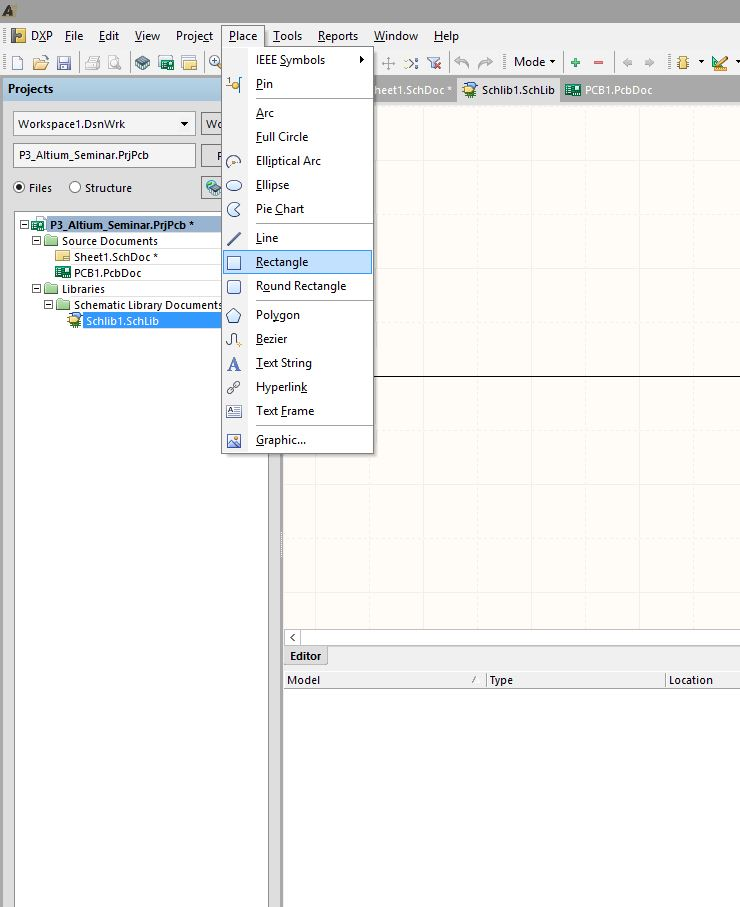 DXP File Edit View Project Place Tools Reports Window Help
Mode
Projects
heet1.SchDoc * Schlib1.SchLib PCB1.PcbDoc
Workspace1.DsnWrk
P3_Altium_Seminar.PrjPcb
Files Structure
P3_Altium_Seminar.PrjPcb *
Source Documents
Sheet1.SchDoc *
PCB1.PcbDoc
Libraries
Schematic Library Documents
Schlib1.SchLib
IEEE Symbols
Pin
Arc
Full Circle
Elliptical Arc
Ellipse
Pie Chart
Line
Rectangle
Round Rectangle
Polygon
Bezier
Text String
Hyperlink
Text Frame
Graphic...
Editor
Model / Type Location